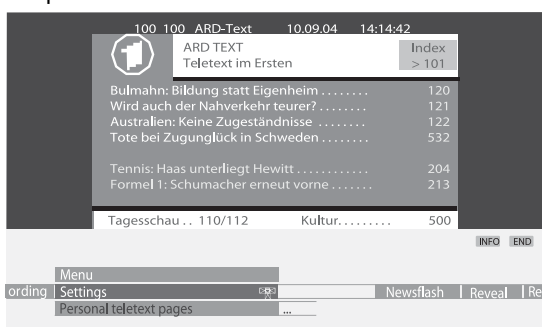 100 100 ARD-Text 10.09.04 14:14:42
ARD TEXT Index
Teletext im Ersten > 101
Bulmahn: Bildung statt Eigenheim ........ 120
Wird auch der Nahverkehr teurer? ........ 121
Australien: Keine Zugeständnisse ........ 122
Tote bei Zugunglück in Schweden ........ 532
Tennis: Haas unterliegt Hewitt ............ 204
Formel 1: Schumacher erneut vorne ....... 213
Tagesschau .. 110/112 Kultur......... 500
INFO END
Menu
ording Settings Newsflash Reveal Re
Personal teletext pages ...